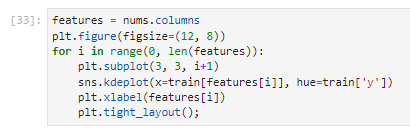 [33]: features = nums.columns
plt.figure(figsize=(12, 8))
for i in range(0, len(features)):
    plt.subplot(3, 3, i+1)
    sns.kdeplot(x=train[features[i]], hue=train['y'])
    plt.xlabel(features[i])
    plt.tight_layout();